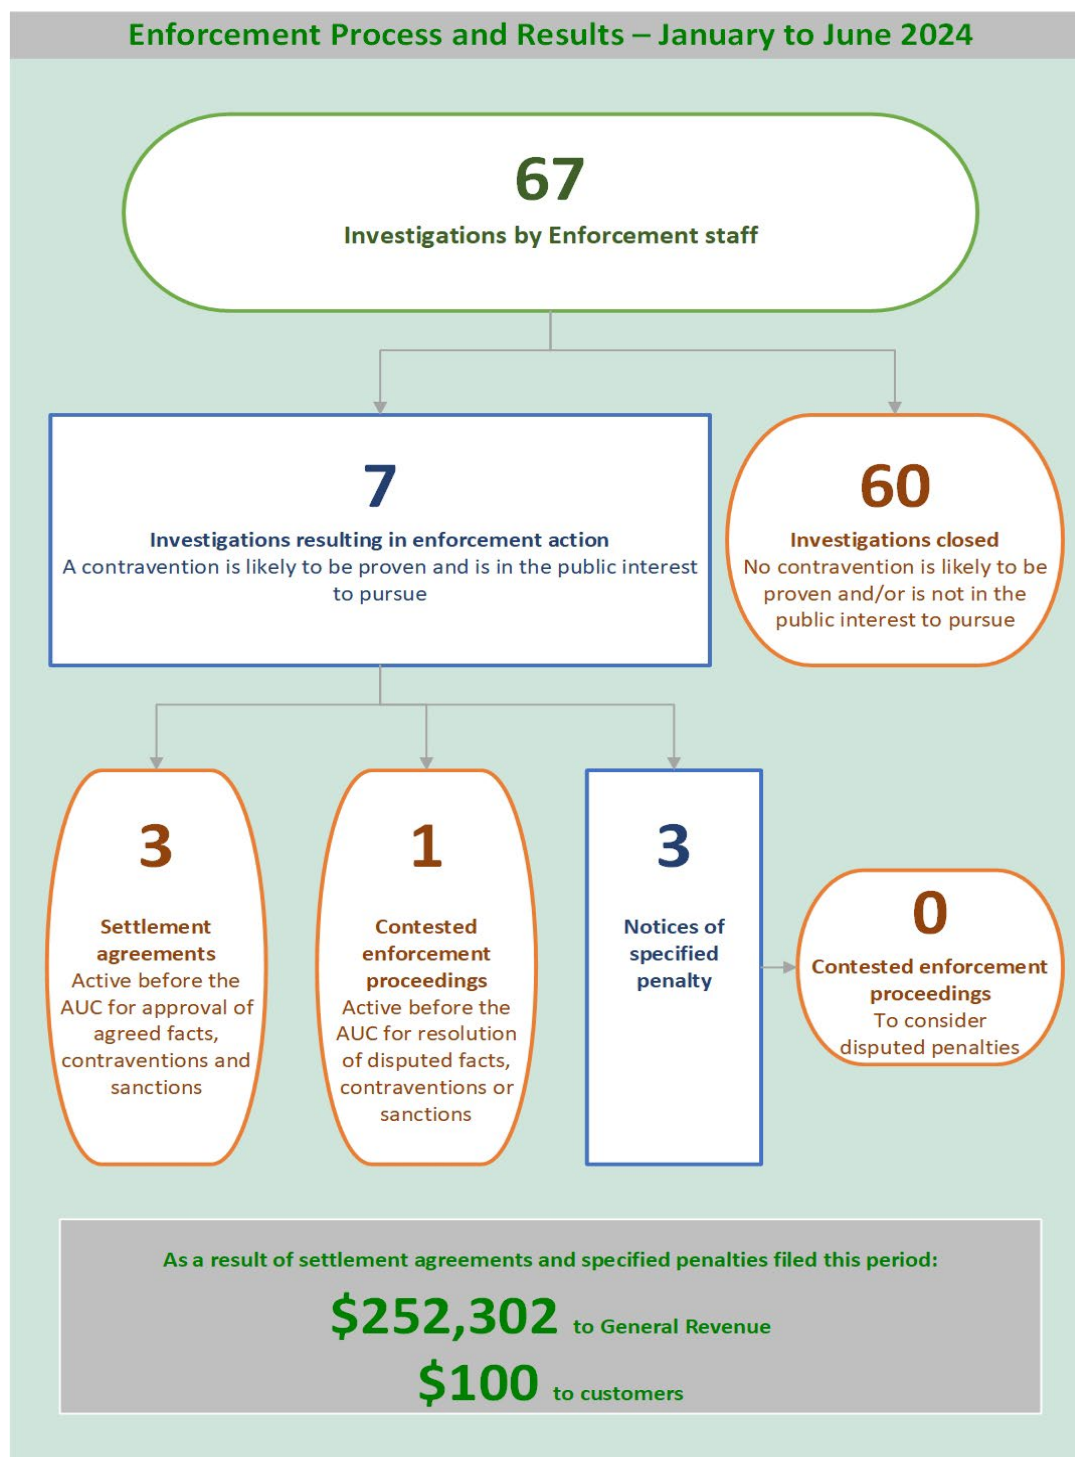 Enforcement Process and Results – January to June 2024
67
Investigations by Enforcement staff
7
Investigations resulting in enforcement action
A contravention is likely to be proven and is in the public interest
to pursue
60
Investigations closed
No contravention is likely to be
proven and/or is not in the
public interest to pursue
3
Settlement
agreements
Active before the
AUC for approval of
agreed facts,
contraventions and
sanctions
1
Contested
enforcement
proceedings
Active before the
AUC for resolution
of disputed facts,
contraventions or
sanctions
3
Notices of
specified
penalty
0
Contested enforcement
proceedings
To consider
disputed penalties
As a result of settlement agreements and specified penalties filed this period:
$252,302 to General Revenue
$100 to customers